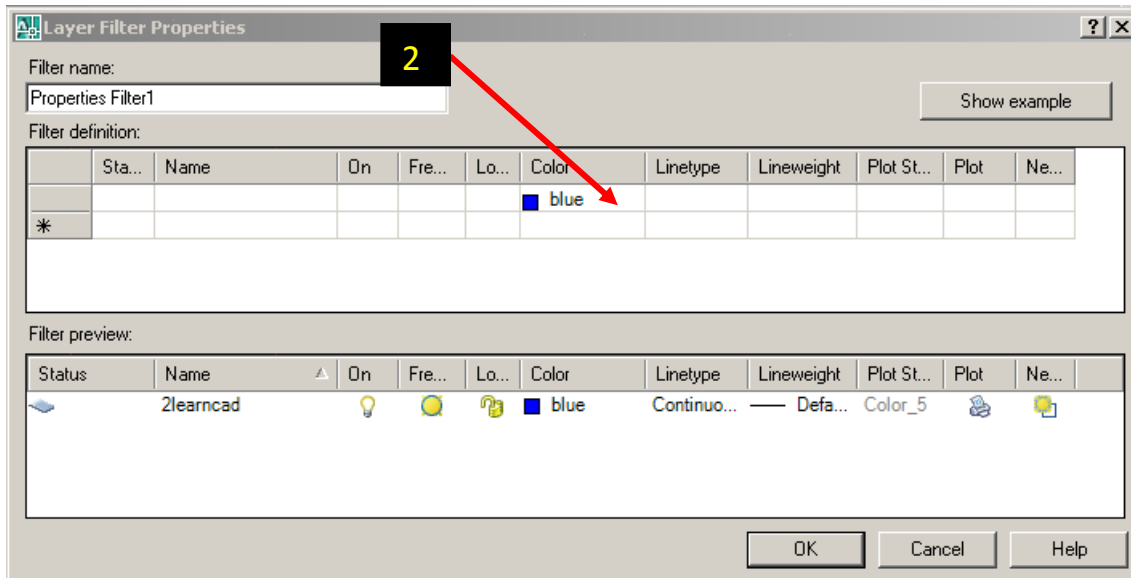 Layer Filter Properties
2
Filter name:
Properties Filter1
Show example
Filter definition:
Sta... Name On Fre... Lo... Color Linetype Lineweight Plot St... Plot Ne...
blue
*
Filter preview:
Status Name On Fre... Lo... Color Linetype Lineweight Plot St... Plot Ne...
2learncad blue Continuo... Defa... Color_5
OK Cancel Help